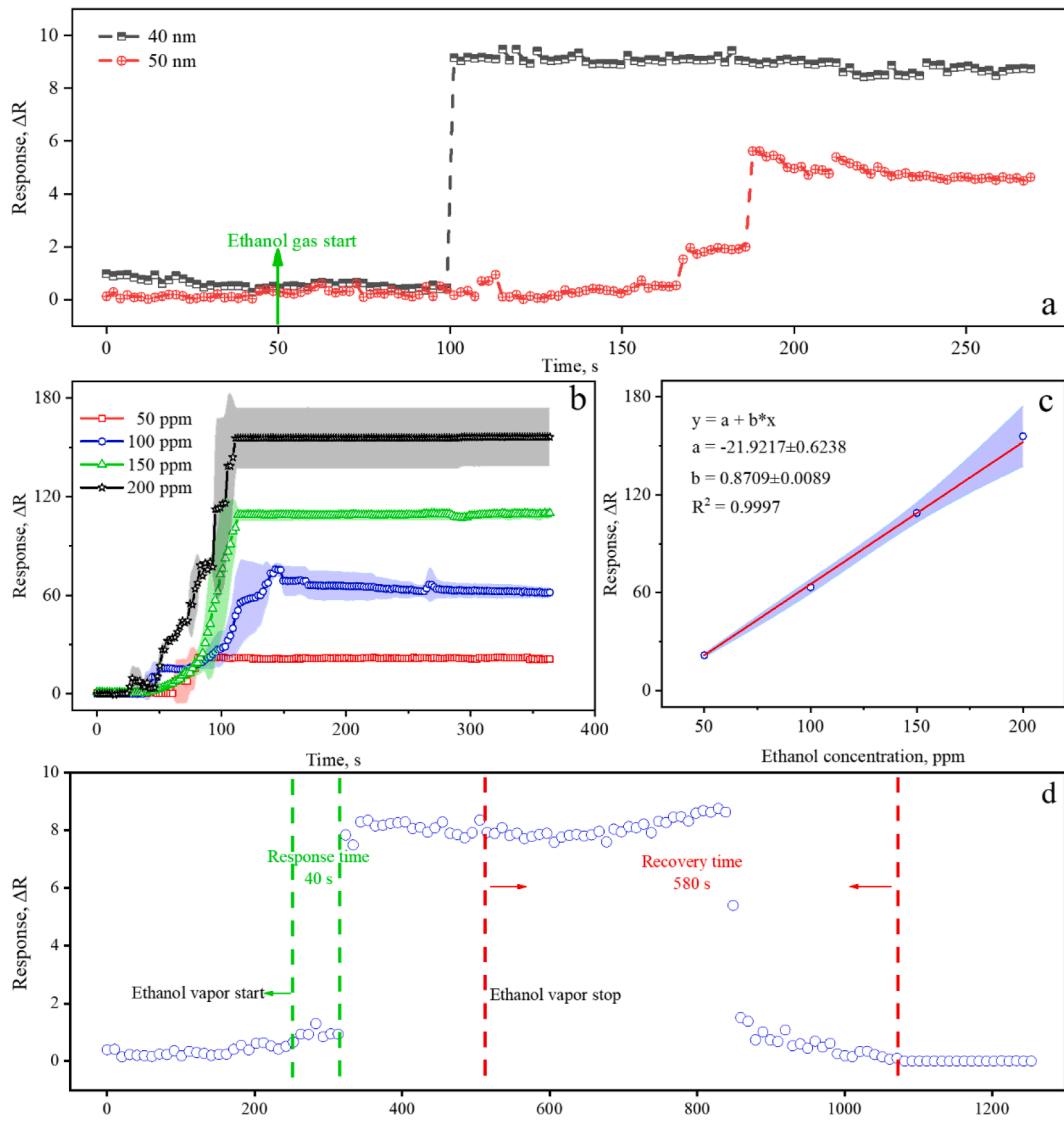 40 nm
50 nm
Ethanol gas start
Response, ΔR
10
8
6
4
2
0
0
50
100
150
200
250
Time, s
a
50 ppm
100 ppm
150 ppm
200 ppm
Response, ΔR
180
120
60
0
0
100
200
300
400
Time, s
b
y = a + b*x
a = -21.9217±0.6238
b = 0.8709±0.0089
R² = 0.9997
Response, ΔR
180
120
60
0
50
100
150
200
Ethanol concentration, ppm
c
Response time
40 s
Recovery time
580 s
Ethanol vapor start
Ethanol vapor stop
Response, ΔR
10
8
6
4
2
0
0
200
400
600
800
1000
1200
d